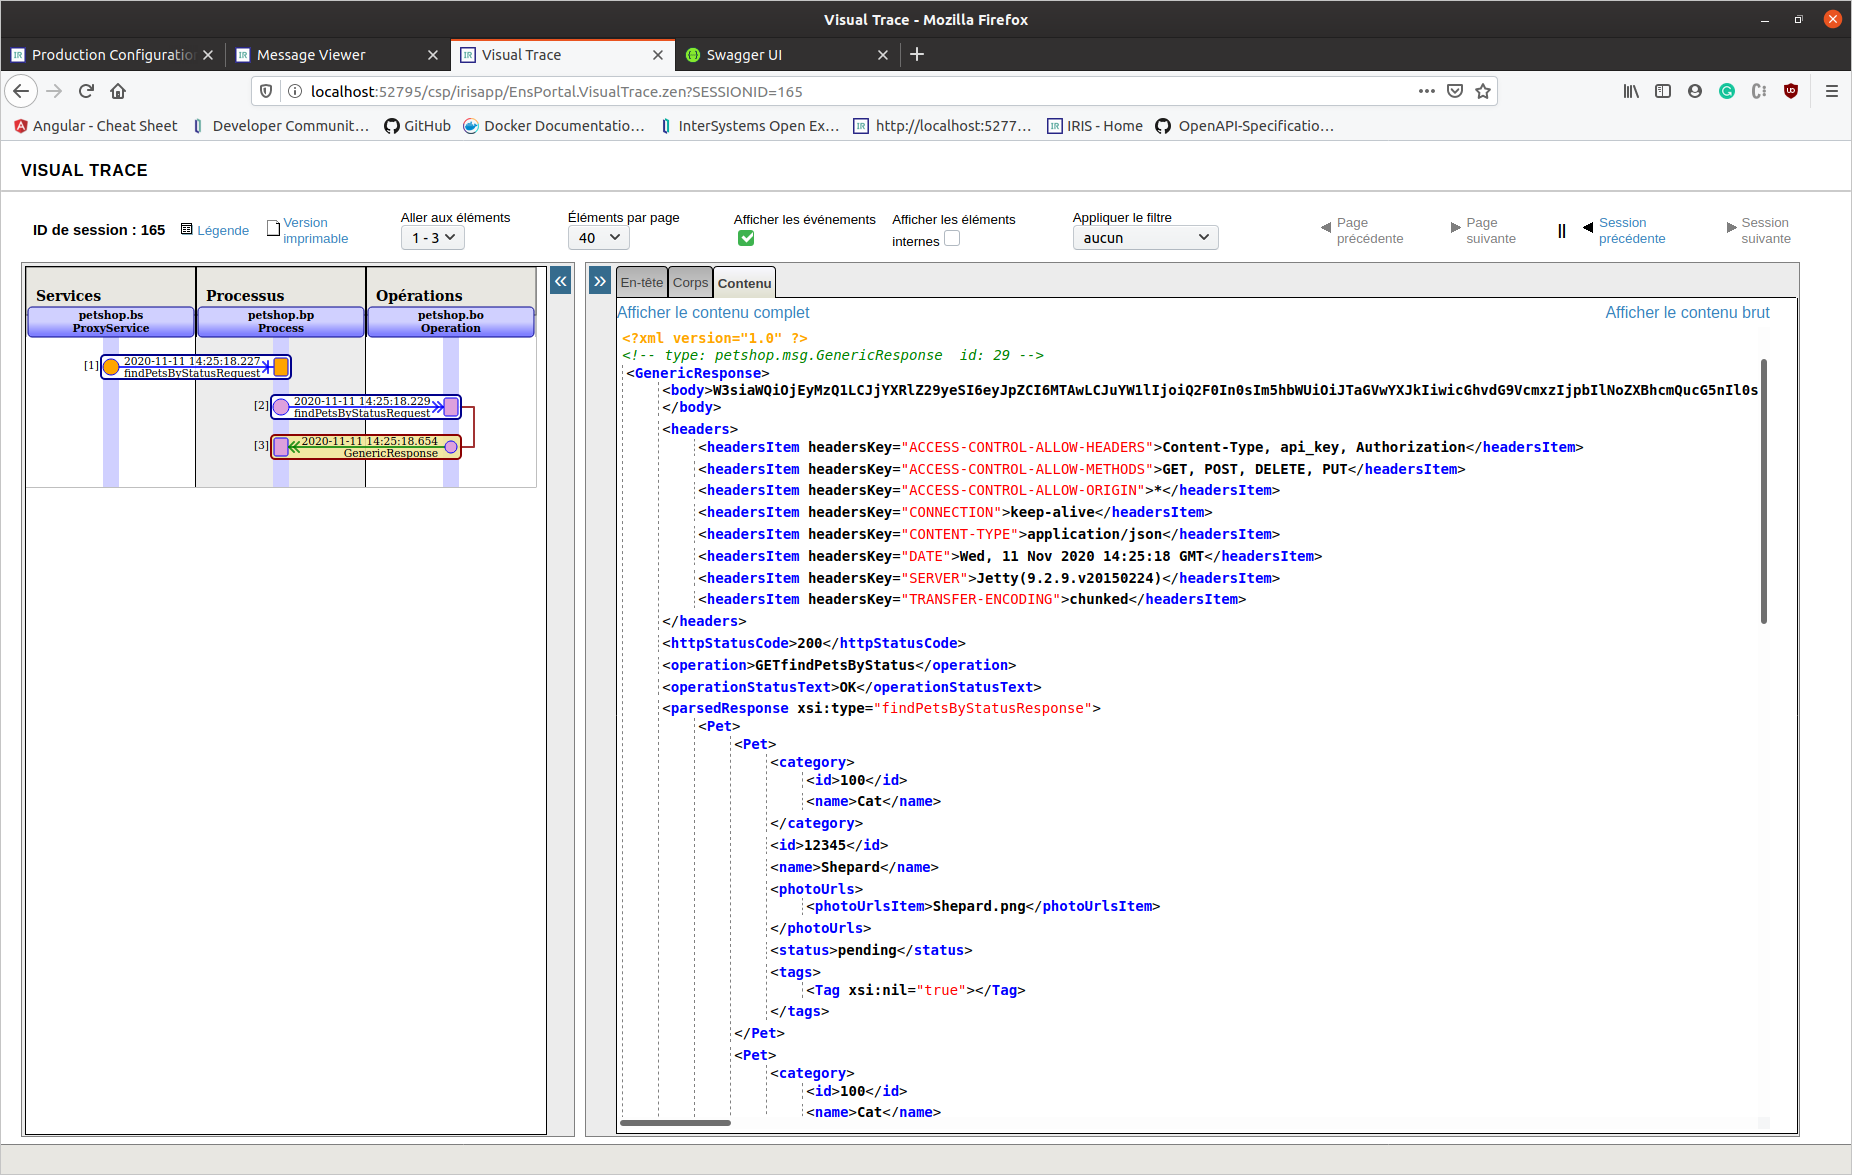 Visual Trace - Mozilla Firefox
Production Configuratio
Message Viewer
Visual Trace
Swagger UI
localhost:52795/csp/irisapp/EnsPortal.VisualTrace.zen?SESSIONID=165
Angular - Cheat Sheet
Developer Communit…
GitHub
Docker Documentatio…
InterSystems Open Ex…
http://localhost:5277…
IRIS - Home
OpenAPI-Specificatio…
VISUAL TRACE
ID de session : 165
Légende
Version
imprimable
Aller aux éléments
1 - 3
Éléments par page
40
Afficher les événements
Afficher les éléments
internes
Appliquer le filtre
aucun
Page
précédente
Page
suivante
||
Session
précédente
Session
suivante
Services
Processus
Opérations
petshop.bs
ProxyService
petshop.bp
Process
petshop.bo
Operation
[1]
2020-11-11 14:25:18.227
findPetsByStatusRequest
[2]
2020-11-11 14:25:18.229
findPetsByStatusRequest
[3]
2020-11-11 14:25:18.654
GenericResponse
«
»
En-tête
Corps
Contenu
Afficher le contenu complet
Afficher le contenu brut
<?xml version="1.0" ?>
<!-- type: petshop.msg.GenericResponse  id: 29 -->
<GenericResponse>
<body>W3siaWQiOjEyMzQ1LCJjYXRlZ29yeSI6eyJpZCI6MTAwLCJuYW1lIjoiQ2F0In0sIm5hbWUiOiJTaGVwYXJkIiwicGhvdG9VcmxzIjpbIlNoZXBhcmQucG5nIl0s
</body>
<headers>
<headersItem headersKey="ACCESS-CONTROL-ALLOW-HEADERS">Content-Type, api_key, Authorization</headersItem>
<headersItem headersKey="ACCESS-CONTROL-ALLOW-METHODS">GET, POST, DELETE, PUT</headersItem>
<headersItem headersKey="ACCESS-CONTROL-ALLOW-ORIGIN">*</headersItem>
<headersItem headersKey="CONNECTION">keep-alive</headersItem>
<headersItem headersKey="CONTENT-TYPE">application/json</headersItem>
<headersItem headersKey="DATE">Wed, 11 Nov 2020 14:25:18 GMT</headersItem>
<headersItem headersKey="SERVER">Jetty(9.2.9.v20150224)</headersItem>
<headersItem headersKey="TRANSFER-ENCODING">chunked</headersItem>
</headers>
<httpStatusCode>200</httpStatusCode>
<operation>GETfindPetsByStatus</operation>
<operationStatusText>OK</operationStatusText>
<parsedResponse xsi:type="findPetsByStatusResponse">
<Pet>
<Pet>
<category>
<id>100</id>
<name>Cat</name>
</category>
<id>12345</id>
<name>Shepard</name>
<photoUrls>
<photoUrlsItem>Shepard.png</photoUrlsItem>
</photoUrls>
<status>pending</status>
<tags>
<Tag xsi:nil="true"></Tag>
</tags>
</Pet>
<Pet>
<category>
<id>100</id>
<name>Cat</name>